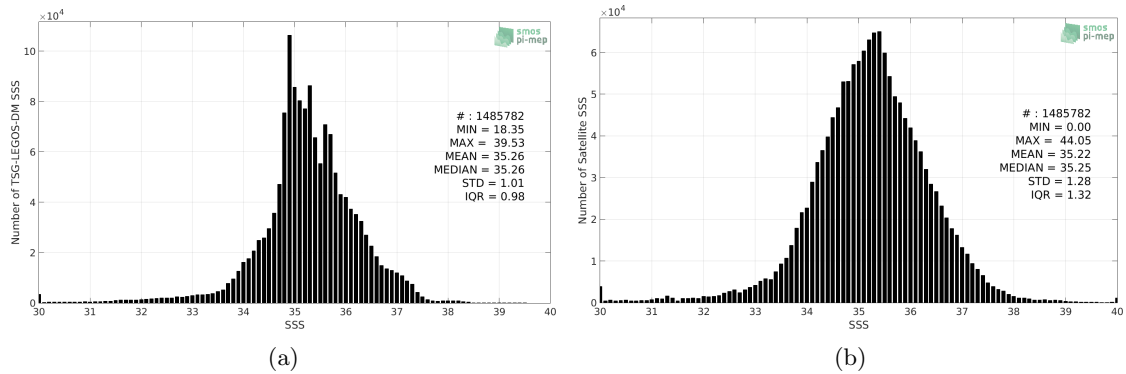 ×10⁴
10
8
6
4
2
0
30 31 32 33 34 35 36 37 38 39 40
SSS
Number of TSG-LEGOS-DM SSS
smos
pi-mep
# : 1485782
MIN = 18.35
MAX = 39.53
MEAN = 35.26
MEDIAN = 35.26
STD = 1.01
IQR = 0.98
(a)
×10⁴
6
5
4
3
2
1
0
30 31 32 33 34 35 36 37 38 39 40
SSS
Number of Satellite SSS
smos
pi-mep
# : 1485782
MIN = 0.00
MAX = 44.05
MEAN = 35.22
MEDIAN = 35.25
STD = 1.28
IQR = 1.32
(b)